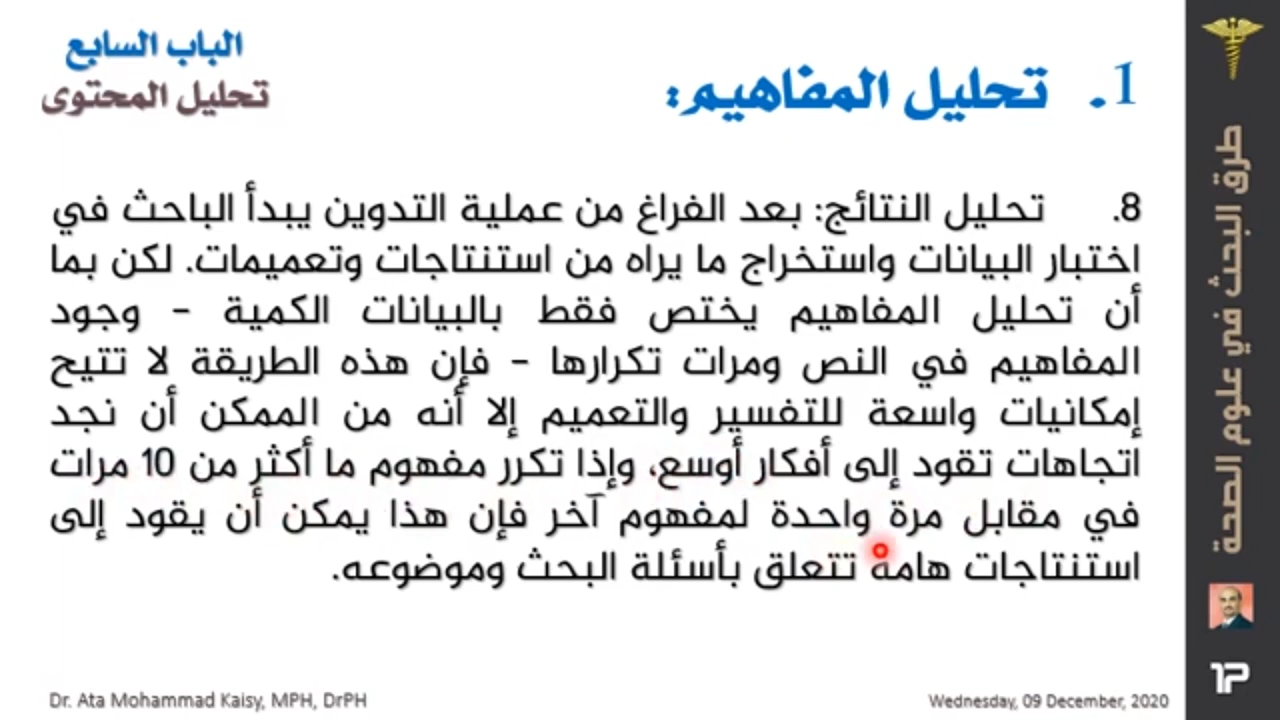 الباب السابع
تحليل المحتوى
1. تحليل المفاهيم:
8. تحليل النتائج: بعد الفراغ من عملية التدوين يبدأ الباحث في
اختبار البيانات واستخراج ما يراه من استنتاجات وتعميمات. لكن بما
أن تحليل المفاهيم يختص فقط بالبيانات الكمية - وجود
المفاهيم في النص ومرات تكرارها - فإن هذه الطريقة لا تتيح
إمكانيات واسعة للتفسير والتعميم إلا أنه من الممكن أن نجد
اتجاهات تقود إلى أفكار أوسع، وإذا تكرر مفهوم ما أكثر من 10 مرات
في مقابل مرة واحدة لمفهوم آخر فإن هذا يمكن أن يقود إلى
استنتاجات هامة تتعلق بأسئلة البحث وموضوعه.
طرق البحث في علوم الصحة
Dr. Ata Mohammad Kaisy, MPH, DrPH
Wednesday, 09 December, 2020